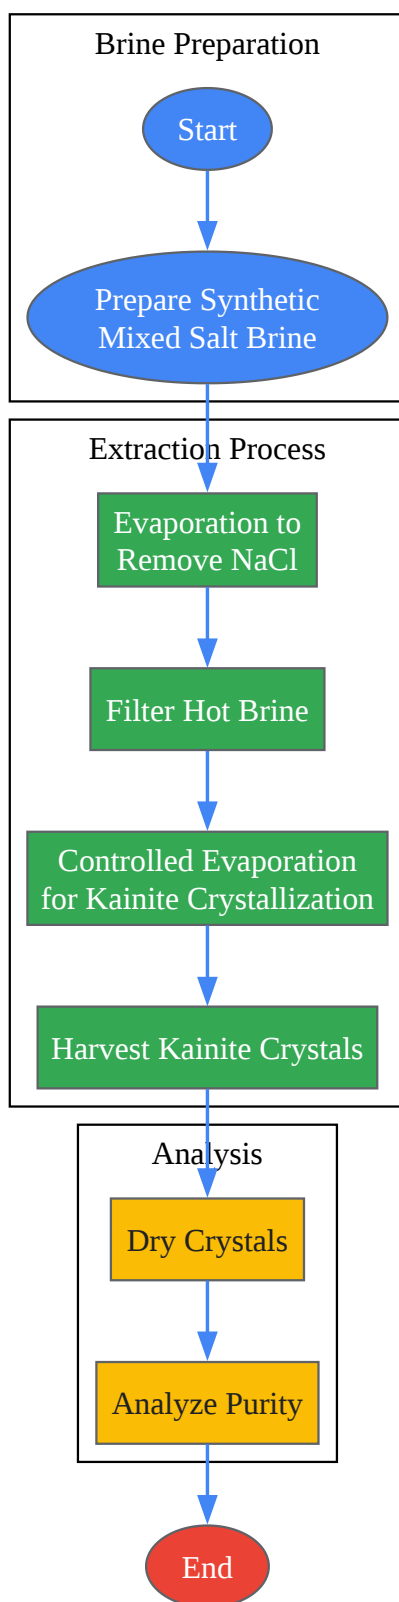 Brine Preparation
Start
Prepare Synthetic
Mixed Salt Brine
Extraction Process
Evaporation to
Remove NaCl
Filter Hot Brine
Controlled Evaporation
for Kainite Crystallization
Harvest Kainite Crystals
Analysis
Dry Crystals
Analyze Purity
End